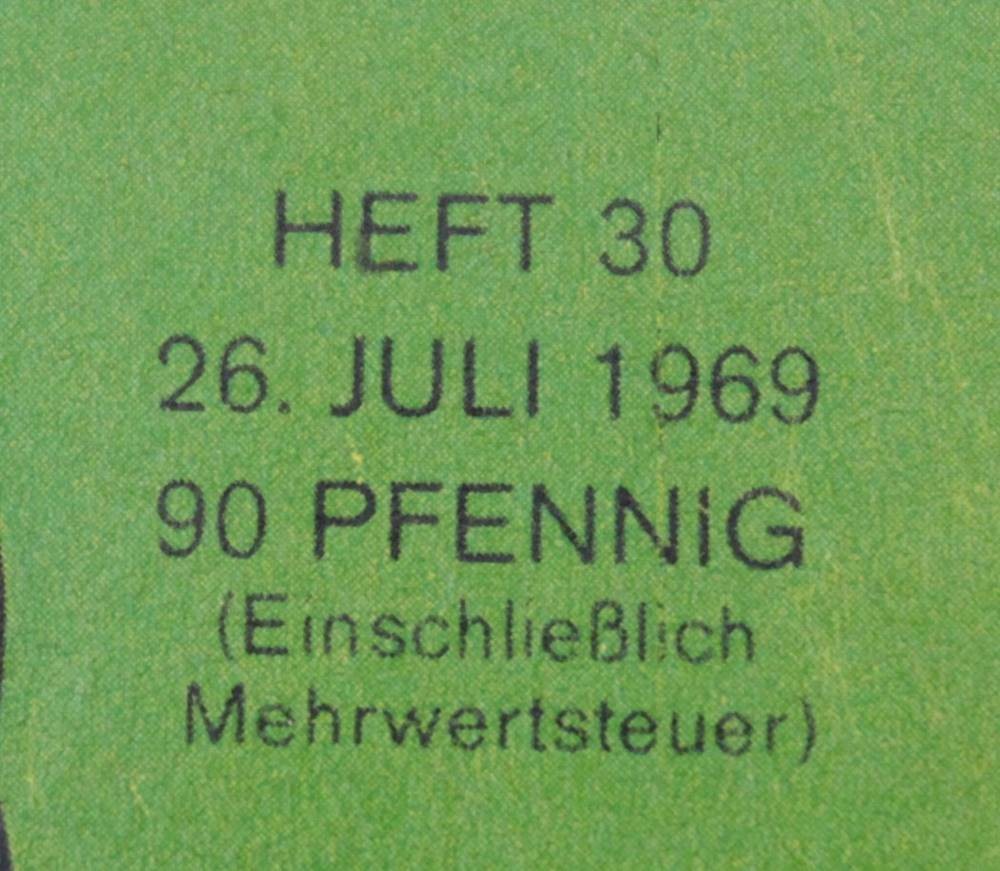 HEFT 30
26. JULI 1969
90 PFENNIG
(Einschließlich
Mehrwertsteuer)